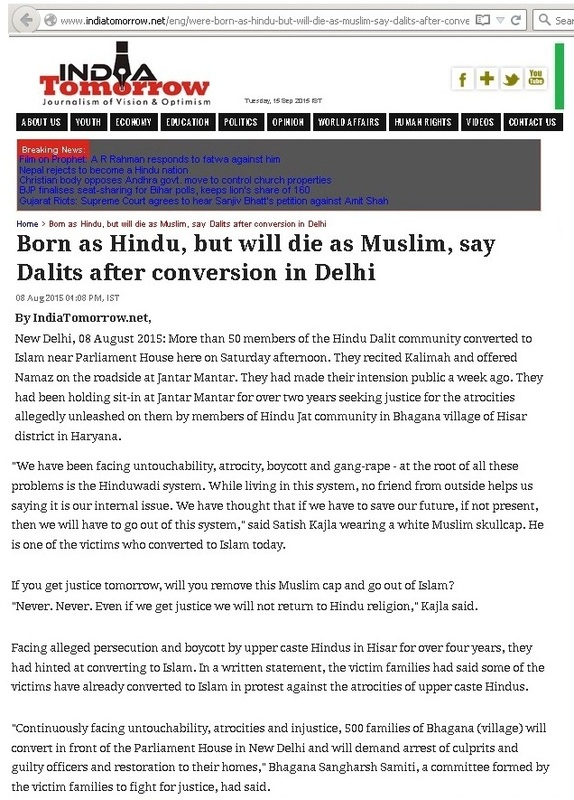 www.indiatomorrow.net/eng/were-born-as-hindu-but-will-die-as-muslim-say-dalits-after-conve
Sear
INDIA
Tomorrow
Journalism of Vision & Optimism
Tuesday, 15 Sep 2015 IST
f + You Tube
ABOUT US YOUTH ECONOMY EDUCATION POLITICS OPINION WORLD AFFAIRS HUMAN RIGHTS VIDEOS CONTACT US
Breaking News:
Film on Prophet: A R Rahman responds to fatwa against him
Nepal rejects to become a Hindu nation
Christian body opposes Andhra govt. move to control church properties
BJP finalises seat-sharing for Bihar polls, keeps lion's share of 160
Gujarat Riots: Supreme Court agrees to hear Sanjiv Bhatt's petition against Amit Shah
Home > Born as Hindu, but will die as Muslim, say Dalits after conversion in Delhi
Born as Hindu, but will die as Muslim, say
Dalits after conversion in Delhi
08 Aug 2015 04:08 PM, IST
By IndiaTomorrow.net,
New Delhi, 08 August 2015: More than 50 members of the Hindu Dalit community converted to
Islam near Parliament House here on Saturday afternoon. They recited Kalimah and offered
Namaz on the roadside at Jantar Mantar. They had made their intension public a week ago. They
had been holding sit-in at Jantar Mantar for over two years seeking justice for the atrocities
allegedly unleashed on them by members of Hindu Jat community in Bhagana village of Hisar
district in Haryana.
"We have been facing untouchability, atrocity, boycott and gang-rape - at the root of all these
problems is the Hinduwadi system. While living in this system, no friend from outside helps us
saying it is our internal issue. We have thought that if we have to save our future, if not present,
then we will have to go out of this system," said Satish Kajla wearing a white Muslim skullcap. He
is one of the victims who converted to Islam today.
If you get justice tomorrow, will you remove this Muslim cap and go out of Islam?
"Never. Never. Even if we get justice we will not return to Hindu religion," Kajla said.
Facing alleged persecution and boycott by upper caste Hindus in Hisar for over four years, they
had hinted at converting to Islam. In a written statement, the victim families had said some of the
victims have already converted to Islam in protest against the atrocities of upper caste Hindus.
"Continuously facing untouchability, atrocities and injustice, 500 families of Bhagana (village) will
convert in front of the Parliament House in New Delhi and will demand arrest of culprits and
guilty officers and restoration to their homes," Bhagana Sangharsh Samiti, a committee formed by
the victim families to fight for justice, had said.